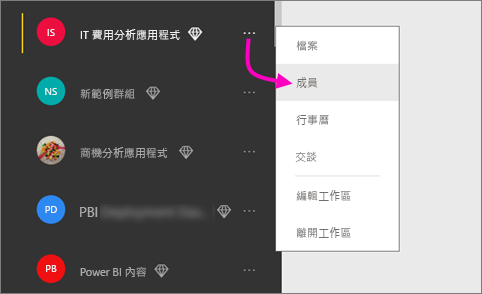 IS IT 費用分析應用程式 ...
NS 新範例群組 ...
商機分析應用程式 ...
PD PBI ...
PB Power BI 內容 ...
檔案
成員
行事曆
交談
編輯工作區
離開工作區